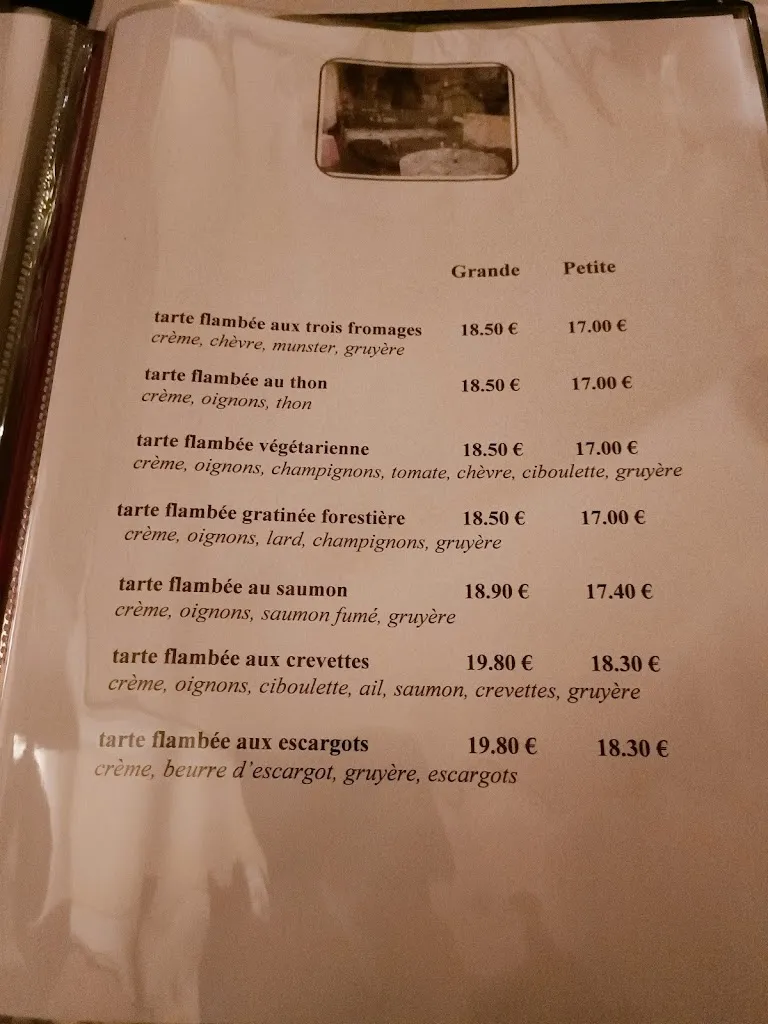 Grande Petite
tarte flambée aux trois fromages 18.50 € 17.00 €
crème, chèvre, munster, gruyère
tarte flambée au thon 18.50 € 17.00 €
crème, oignons, thon
tarte flambée végétarienne 18.50 € 17.00 €
crème, oignons, champignons, tomate, chèvre, ciboulette, gruyère
tarte flambée gratinée forestière 18.50 € 17.00 €
crème, oignons, lard, champignons, gruyère
tarte flambée au saumon 18.90 € 17.40 €
crème, oignons, saumon fumé, gruyère
tarte flambée aux crevettes 19.80 € 18.30 €
crème, oignons, ciboulette, ail, saumon, crevettes, gruyère
tarte flambée aux escargots 19.80 € 18.30 €
crème, beurre d'escargot, gruyère, escargots